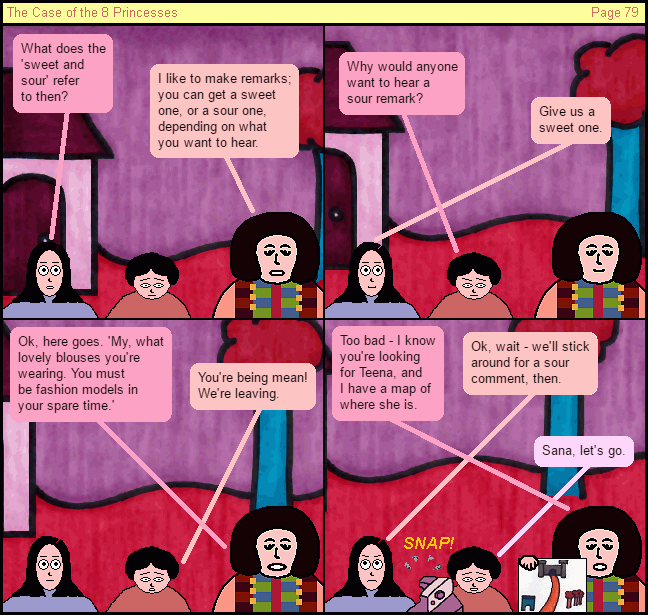 The Case of the 8 Princesses
Page 79
What does the
'sweet and
sour' refer
to then?
I like to make remarks;
you can get a sweet
one, or a sour one,
depending on what
you want to hear.
Why would anyone
want to hear a
sour remark?
Give us a
sweet one.
Ok, here goes. 'My, what
lovely blouses you're
wearing. You must
be fashion models in
your spare time.'
You're being mean!
We're leaving.
Too bad - I know
you're looking
for Teena, and
I have a map of
where she is.
Ok, wait - we'll stick
around for a sour
comment, then.
Sana, let's go.
SNAP!